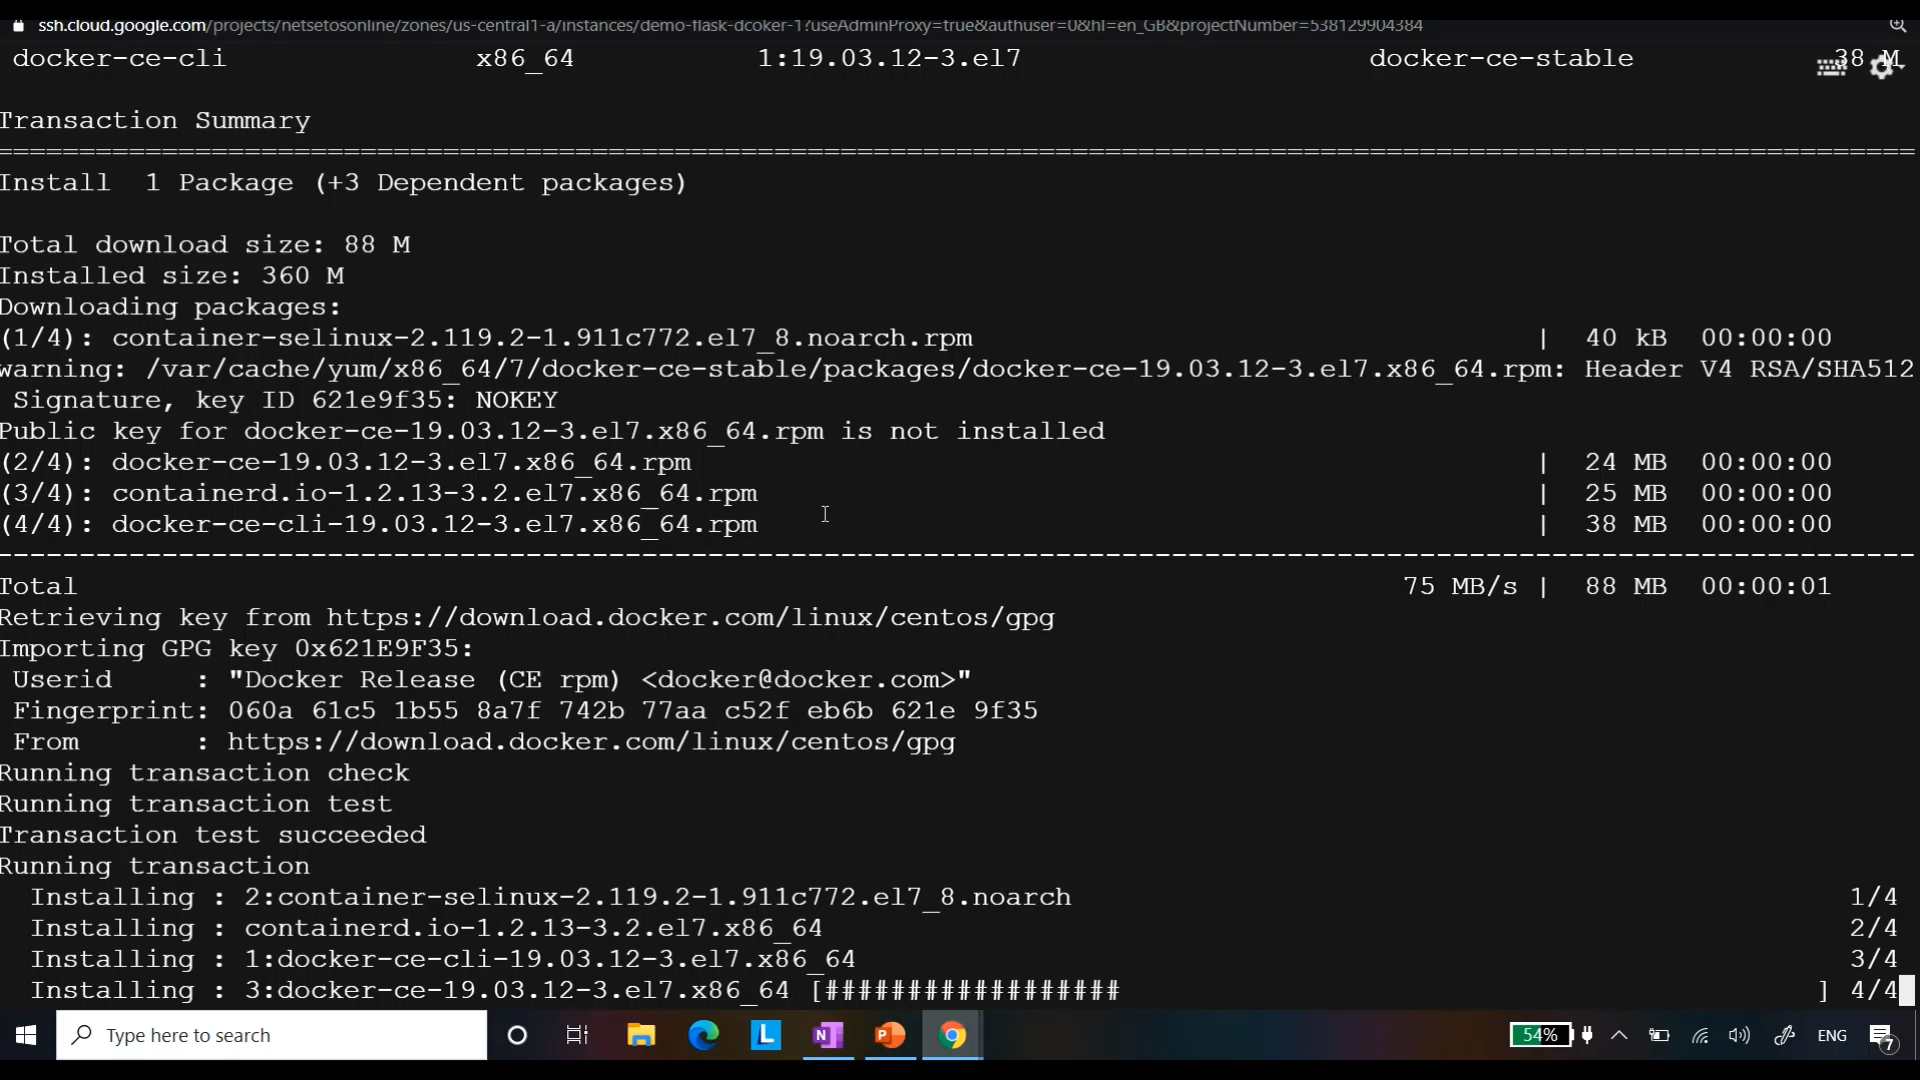 ssh.cloud.google.com/projects/netsetosonline/zones/us-central1-a/instances/demo-flask-dcoker-1?useAdminProxy=true&authuser=0&hl=en_GB&projectNumber=538129904384
docker-ce-cli x86_64 1:19.03.12-3.el7 docker-ce-stable 38 M
Transaction Summary
================================================================================
Install 1 Package (+3 Dependent packages)
Total download size: 88 M
Installed size: 360 M
Downloading packages:
(1/4): container-selinux-2.119.2-1.911c772.el7_8.noarch.rpm | 40 kB 00:00:00
warning: /var/cache/yum/x86_64/7/docker-ce-stable/packages/docker-ce-19.03.12-3.el7.x86_64.rpm: Header V4 RSA/SHA512
Signature, key ID 621e9f35: NOKEY
Public key for docker-ce-19.03.12-3.el7.x86_64.rpm is not installed
(2/4): docker-ce-19.03.12-3.el7.x86_64.rpm | 24 MB 00:00:00
(3/4): containerd.io-1.2.13-3.2.el7.x86_64.rpm | 25 MB 00:00:00
(4/4): docker-ce-cli-19.03.12-3.el7.x86_64.rpm | 38 MB 00:00:00
--------------------------------------------------------------------------------
Total 75 MB/s | 88 MB 00:00:01
Retrieving key from https://download.docker.com/linux/centos/gpg
Importing GPG key 0x621E9F35:
Userid : "Docker Release (CE rpm) <docker@docker.com>"
Fingerprint: 060a 61c5 1b55 8a7f 742b 77aa c52f eb6b 621e 9f35
From : https://download.docker.com/linux/centos/gpg
Running transaction check
Running transaction test
Transaction test succeeded
Running transaction
Installing : 2:container-selinux-2.119.2-1.911c772.el7_8.noarch 1/4
Installing : containerd.io-1.2.13-3.2.el7.x86_64 2/4
Installing : 1:docker-ce-cli-19.03.12-3.el7.x86_64 3/4
Installing : 3:docker-ce-19.03.12-3.el7.x86_64 [################## ] 4/4
Type here to search L N P 54% ENG 7